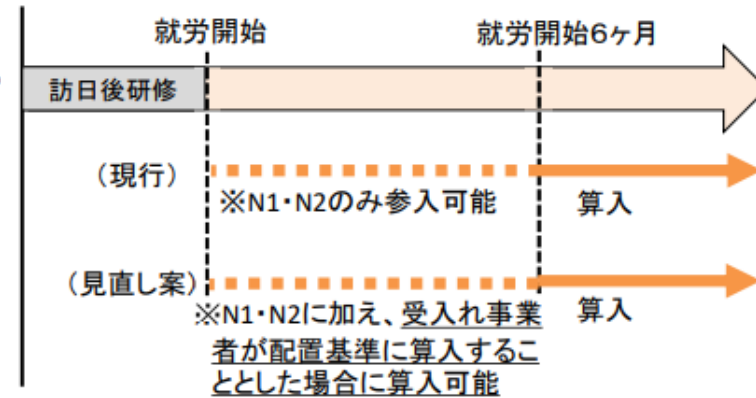 就労開始
就労開始6ヶ月
訪日後研修
（現行）
※N1・N2のみ参入可能
算入
（見直し案）
※N1・N2に加え、受入れ事業
者が配置基準に算入するこ
ととした場合に算入可能
算入